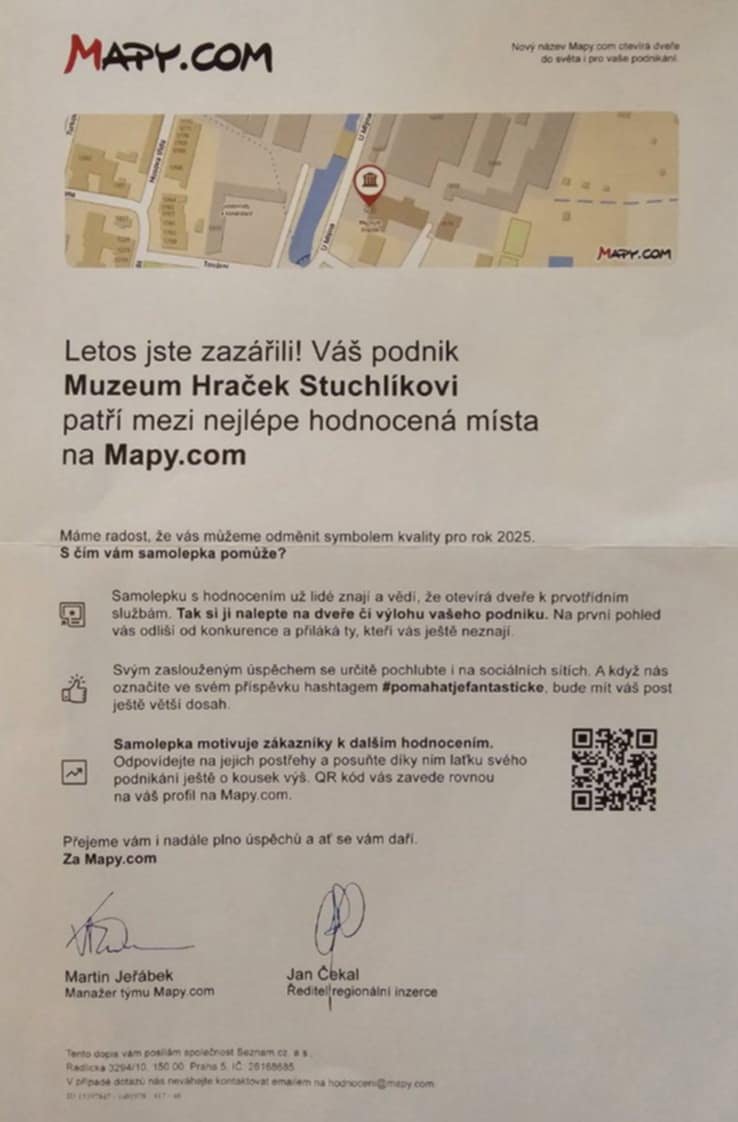 MAPY.COM
Nový název Mapy.com otevírá dveře
do světa i pro vaše podnikání.
U Mlýna
U Mlýna
Tovární
MAPY.COM
Letos jste zazářili! Váš podnik
Muzeum Hraček Stuchlíkovi
patří mezi nejlépe hodnocená místa
na Mapy.com
Máme radost, že vás můžeme odměnit symbolem kvality pro rok 2025.
S čím vám samolepka pomůže?
Samolepku s hodnocením už lidé znají a vědí, že otevírá dveře k prvotřídním
službám. Tak si ji nalepte na dveře či výlohu vašeho podniku. Na první pohled
vás odliší od konkurence a přiláká ty, kteří vás ještě neznají.
Svým zaslouženým úspěchem se určitě pochlubte i na sociálních sítích. A když nás
označíte ve svém příspěvku hashtagem #pomahatjefantasticke, bude mít váš post
ještě větší dosah.
Samolepka motivuje zákazníky k dalším hodnocením.
Odpovídejte na jejich postřehy a posuňte díky nim laťku svého
podnikání ještě o kousek výš. QR kód vás zavede rovnou
na váš profil na Mapy.com.
Přejeme vám i nadále plno úspěchů a ať se vám daří.
Za Mapy.com
Martin Jeřábek
Manažer týmu Mapy.com
Jan Čekal
Ředitel regionální inzerce
Tento dopis vám posílám společnost Seznam.cz, a.s.,
Radlická 3294/10, 150 00 Praha 5, IČ: 26168685
V případě dotazů nás neváhejte kontaktovat emailem na hodnoceni@mapy.com